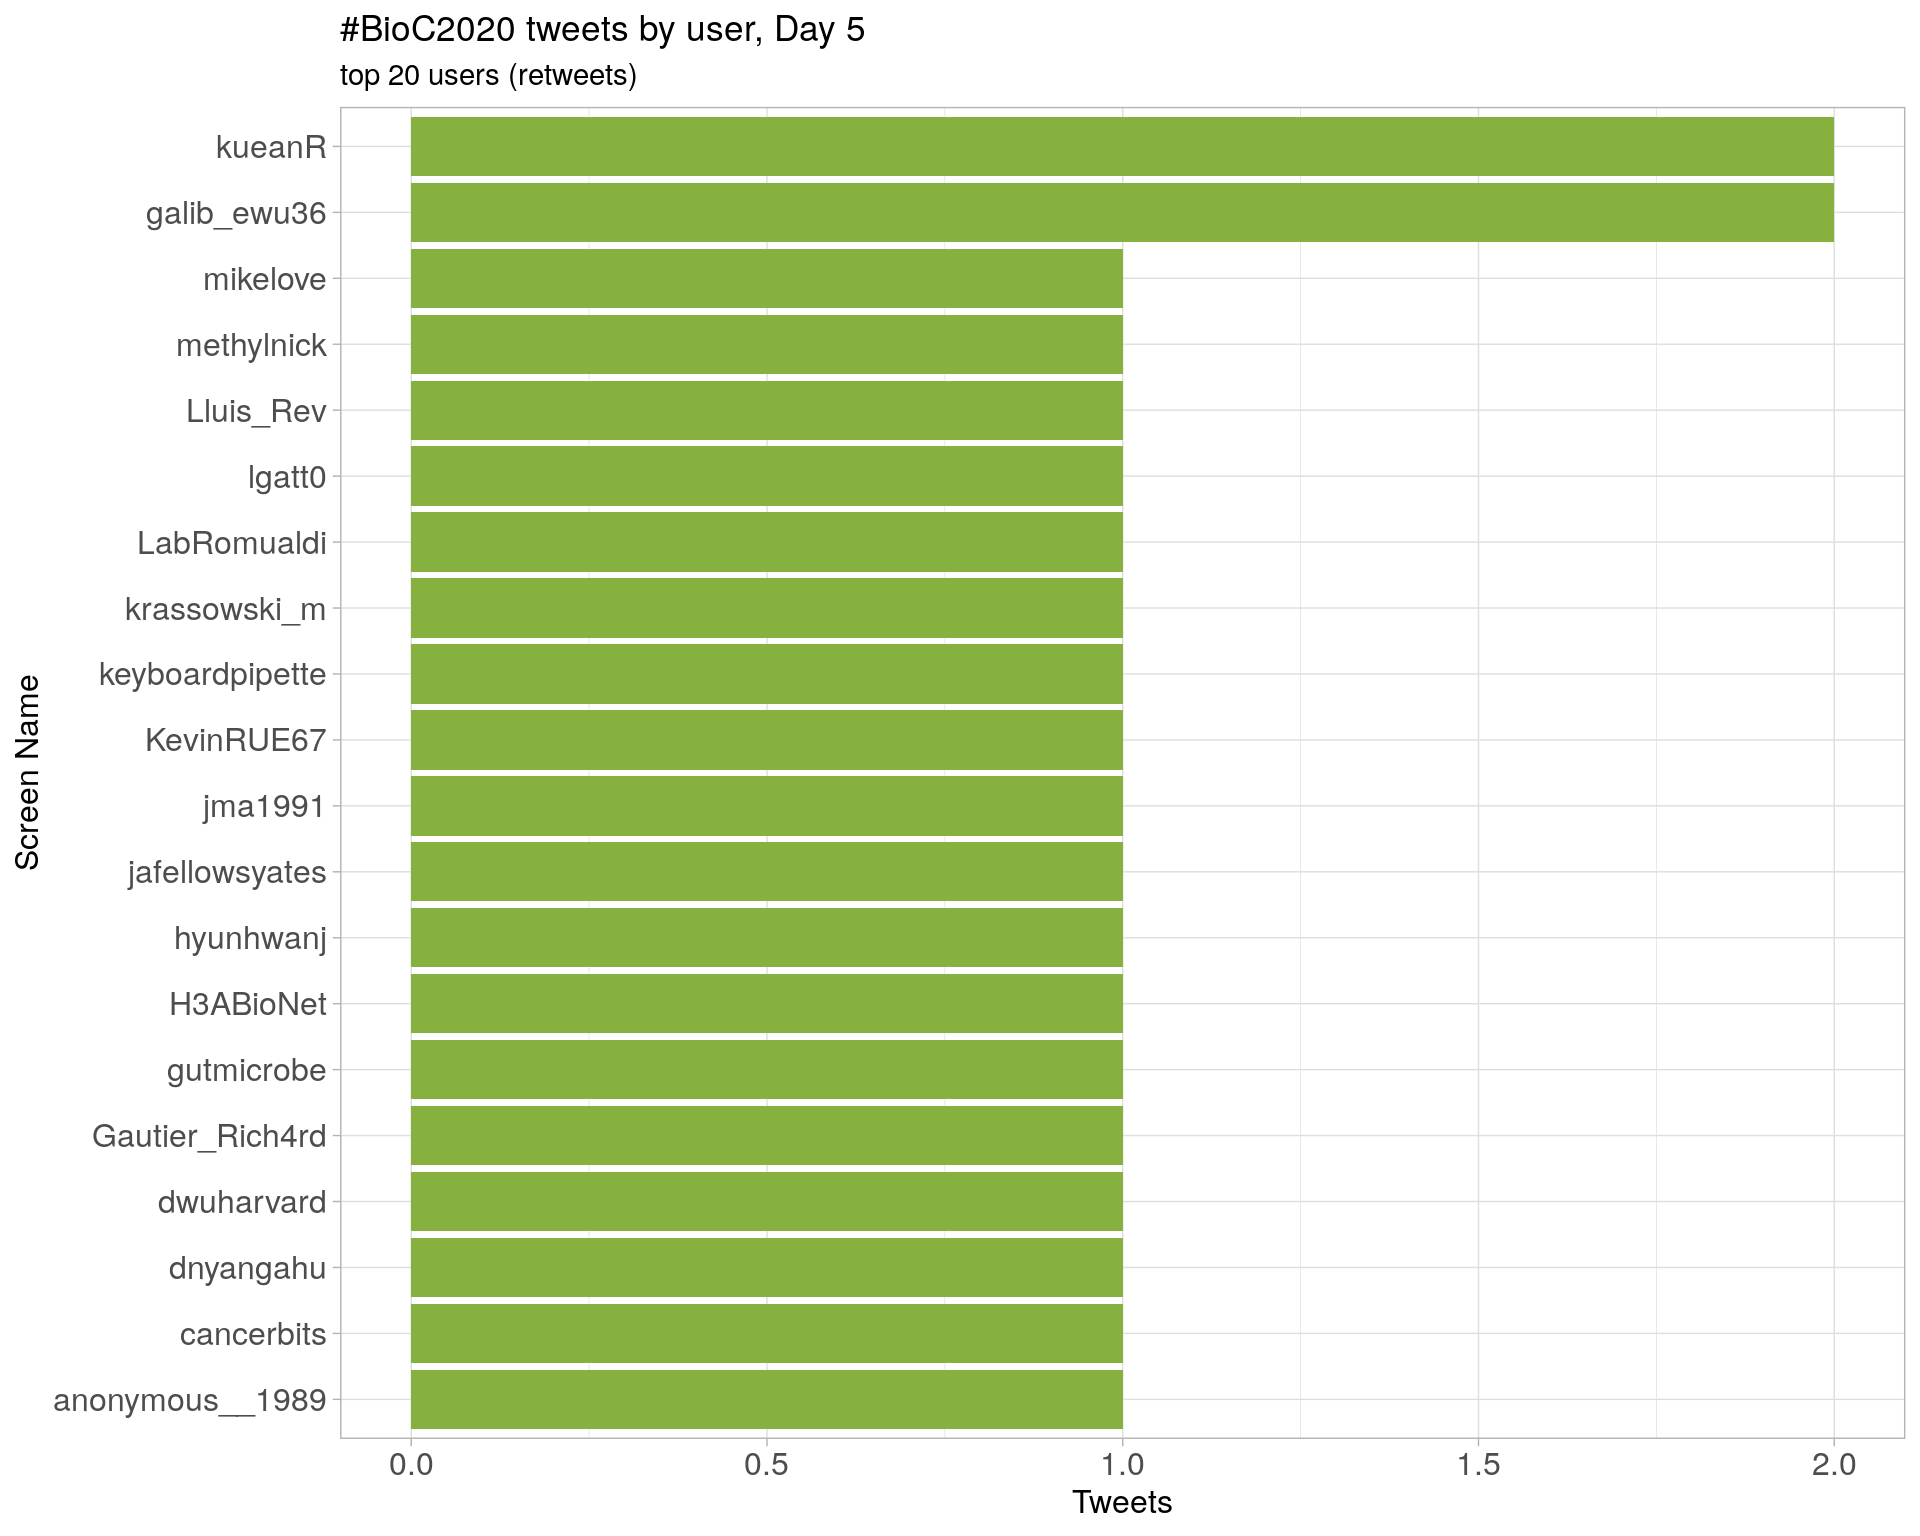 #BioC2020 tweets by user, Day 5
top 20 users (retweets)
kueanR
galib_ewu36
mikelove
methylnick
Lluis_Rev
lgatt0
LabRomualdi
krassowski_m
keyboardpipette
KevinRUE67
jma1991
jafellowsyates
hyunhwanj
H3ABioNet
gutmicrobe
Gautier_Rich4rd
dwuharvard
dnyangahu
cancerbits
anonymous__1989
Screen Name
0.0 0.5 1.0 1.5 2.0
Tweets